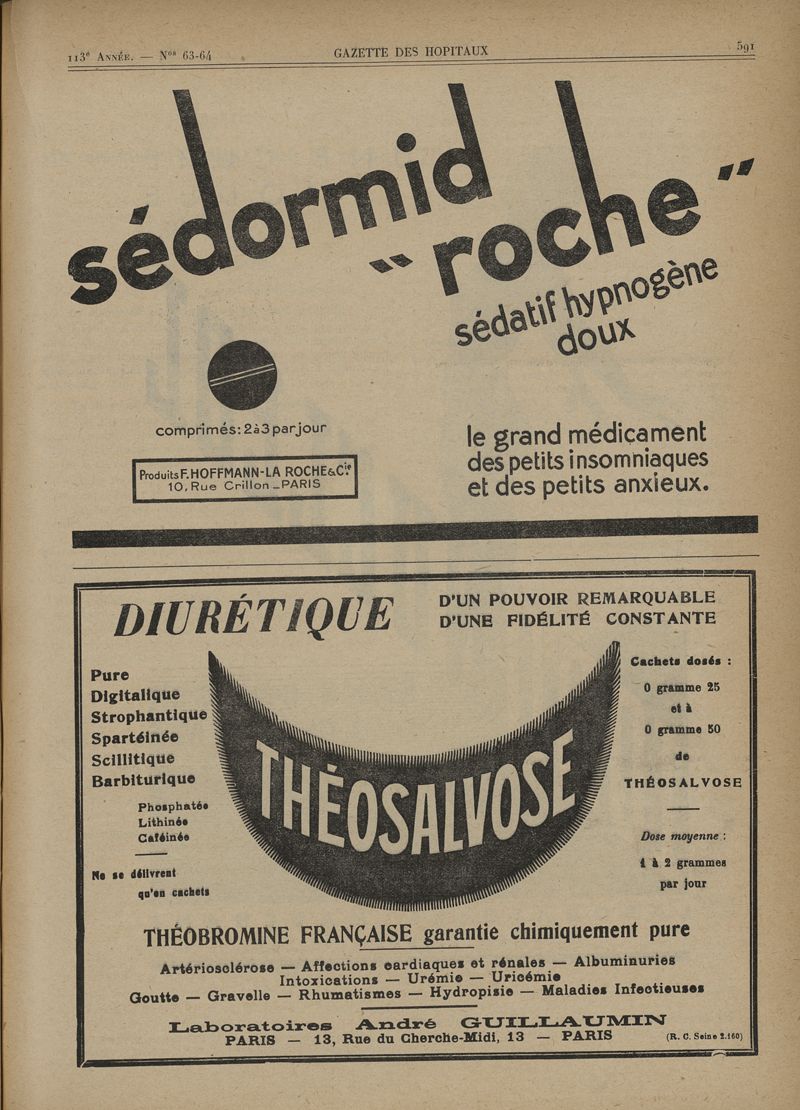 113e ANNÉE. — Nos 63-64
GAZETTE DES HOPITAUX
591
sédormid
"roche"
sédatif hypnogène
doux
comprimés: 2 à 3 par jour
le grand médicament
des petits insomniaques
et des petits anxieux.
Produits F. HOFFMANN-LA ROCHE & Cie
10, Rue Crillon _ PARIS
DIURÉTIQUE
D'UN POUVOIR REMARQUABLE
D'UNE FIDÉLITÉ CONSTANTE
Pure
Digitalique
Strophantique
Spartéinée
Scillitique
Barbiturique
Phosphatée
Lithinée
Caféinée
Ne se délivrent
qu'en cachets
THÉOSALVOSE
Cachets dosés :
0 gramme 25
et à
0 gramme 50
de
THÉOSALVOSE
Dose moyenne :
1 à 2 grammes
par jour
THÉOBROMINE FRANÇAISE garantie chimiquement pure
Artériosclérose — Affections cardiaques et rénales — Albuminuries
Intoxications — Urémie — Uricémie
Goutte — Gravelle — Rhumatismes — Hydropisie — Maladies Infectieuses
Laboratoires André GUILLAUMIN
PARIS — 13, Rue du Cherche-Midi, 13 — PARIS
(R. C. Seine 2.160)